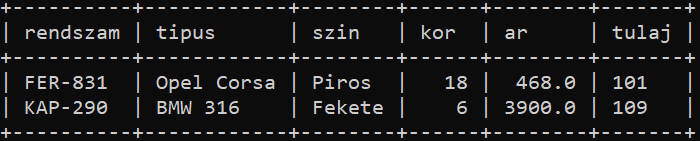 +----------+------------+--------+------+--------+-------+
| rendszam | tipus      | szin   | kor  | ar     | tulaj |
+----------+------------+--------+------+--------+-------+
| FER-831  | Opel Corsa | Piros  |   18 |  468.0 | 101   |
| KAP-290  | BMW 316    | Fekete |    6 | 3900.0 | 109   |
+----------+------------+--------+------+--------+-------+